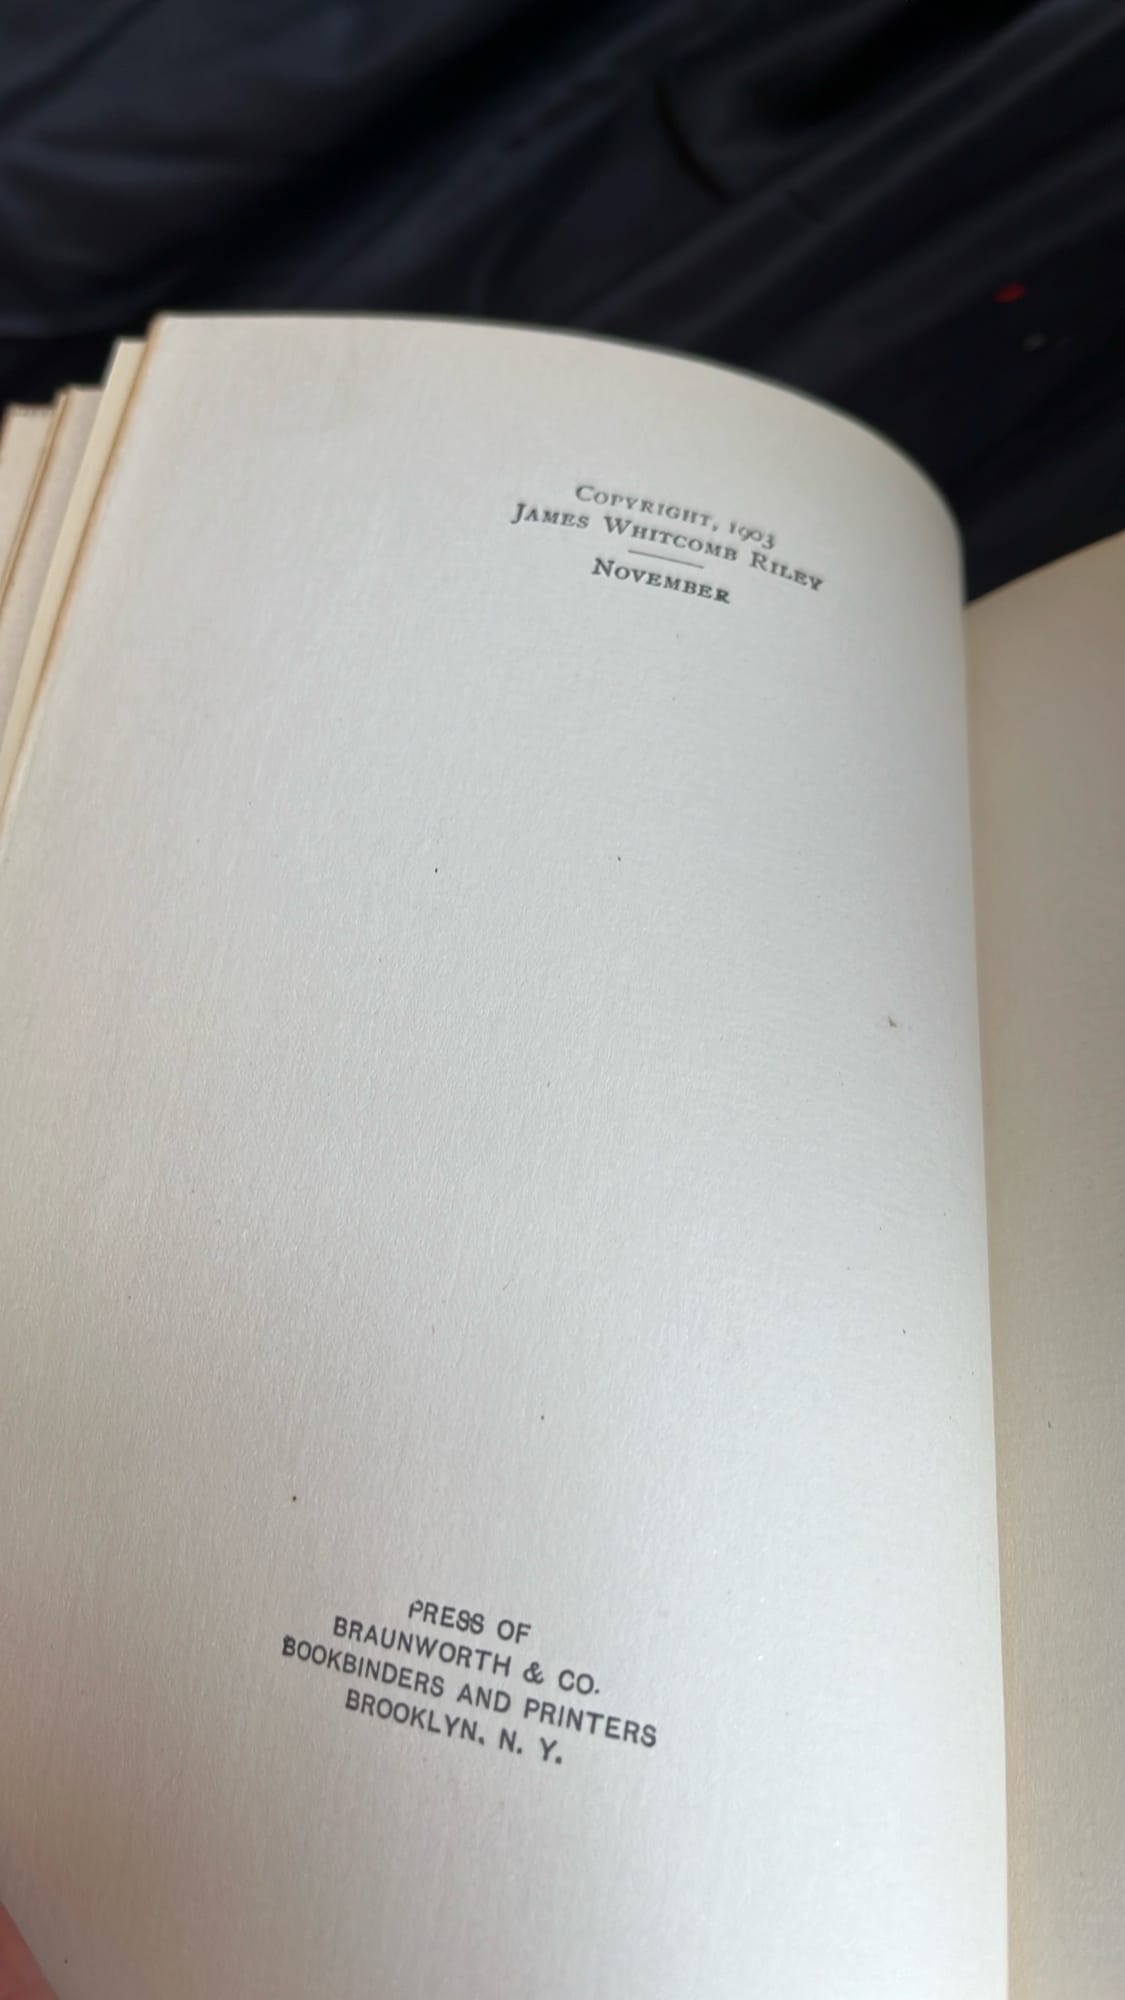 COPYRIGHT, 1903
JAMES WHITCOMB RILEY
NOVEMBER
PRESS OF
BRAUNWORTH & CO.
BOOKBINDERS AND PRINTERS
BROOKLYN. N. Y.